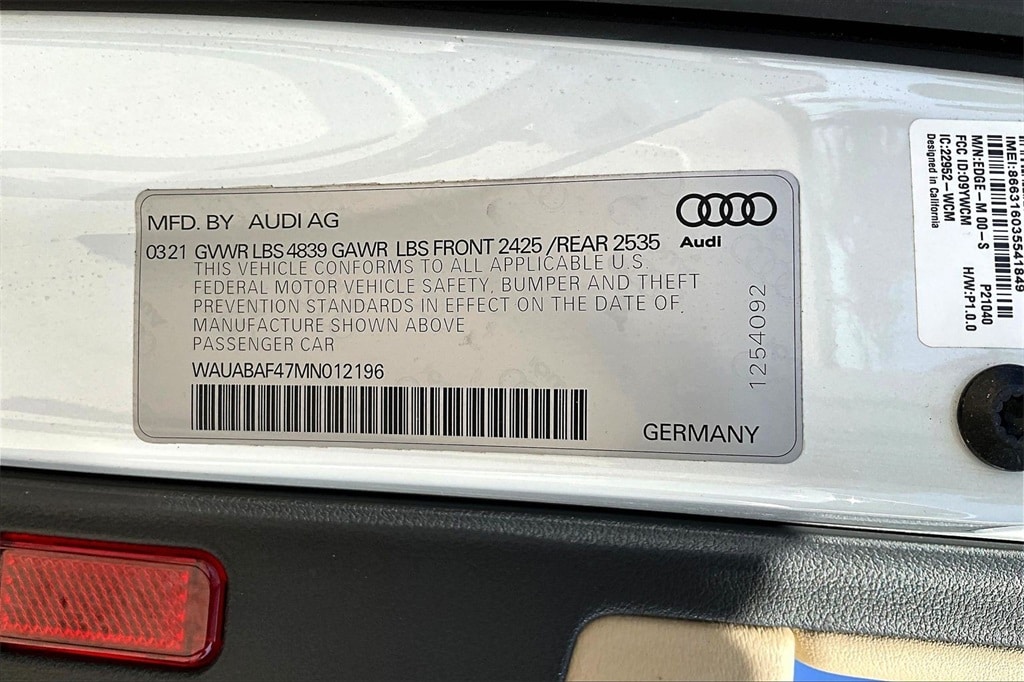 MFD. BY AUDI AG
Audi
0321 GVWR LBS 4839 GAWR LBS FRONT 2425 /REAR 2535
THIS VEHICLE CONFORMS TO ALL APPLICABLE U.S.
FEDERAL MOTOR VEHICLE SAFETY, BUMPER AND THEFT
PREVENTION STANDARDS IN EFFECT ON THE DATE OF
MANUFACTURE SHOWN ABOVE
PASSENGER CAR
WAUABAF47MN012196
GERMANY
1254092
IMEI:866316035541849
P21040
M/N:EDGE-M 00-S H/W:P1.0.0
FCC ID:09YWCM
IC:22952-WCM
Designed in California